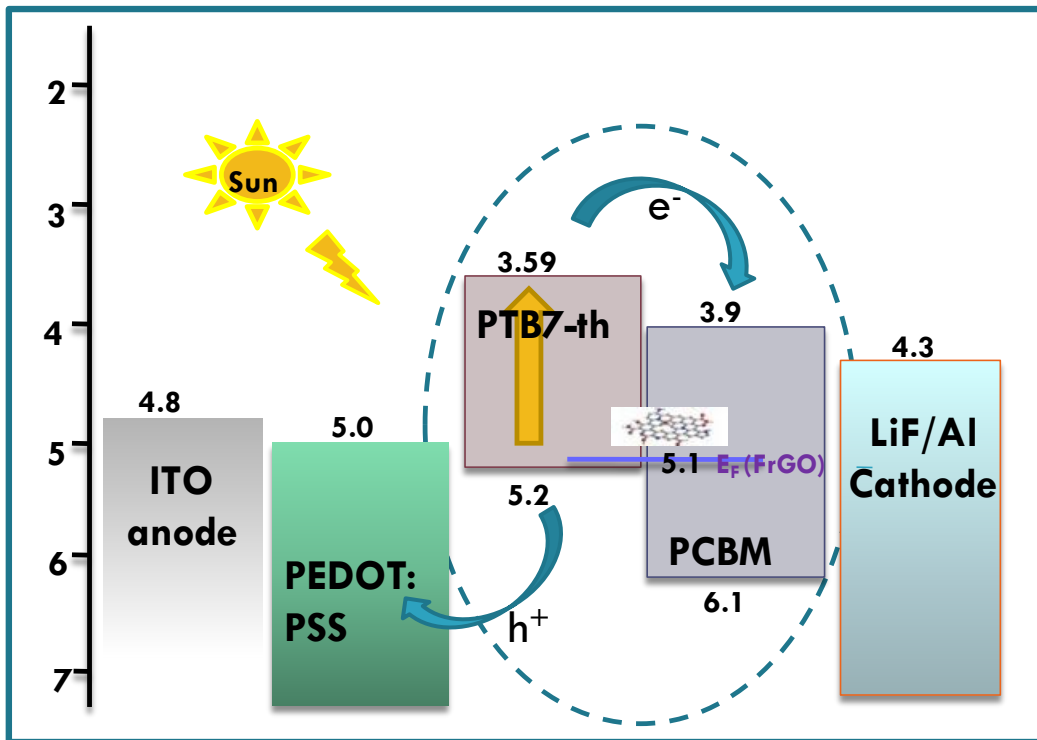 2
3
4
5
6
7
Sun
e⁻
3.59
PTB7-th
3.9
4.3
4.8
5.0
ITO
anode
5.1 E_F (FrGO)
LiF/Al
Cathode
5.2
PEDOT:
PSS
PCBM
6.1
h⁺